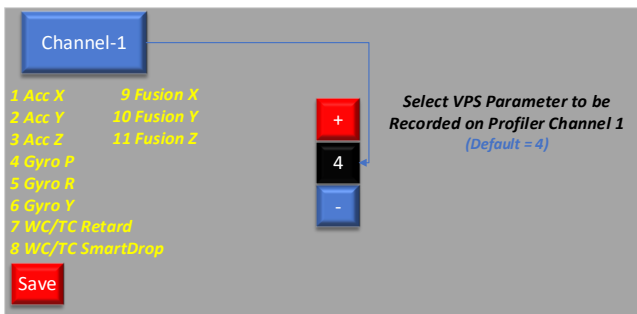 Channel-1
1 Acc X
2 Acc Y
3 Acc Z
4 Gyro P
5 Gyro R
6 Gyro Y
7 WC/TC Retard
8 WC/TC SmartDrop
9 Fusion X
10 Fusion Y
11 Fusion Z
+
4
-
Select VPS Parameter to be
Recorded on Profiler Channel 1
(Default = 4)
Save